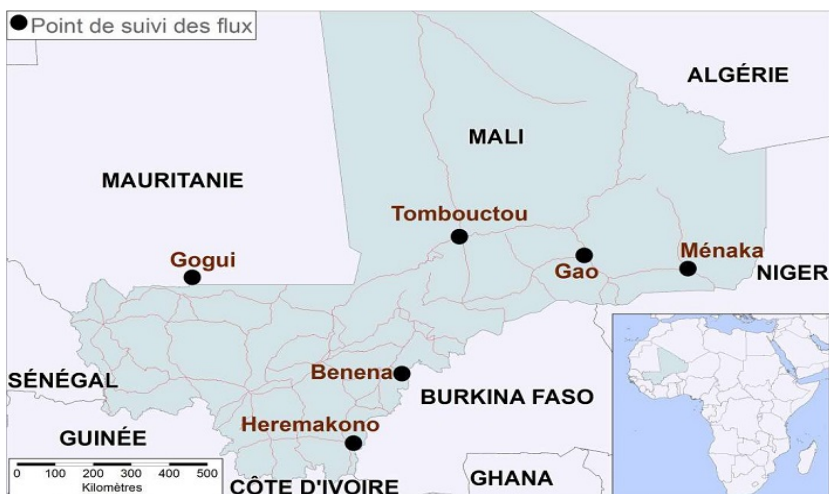 Point de suivi des flux
ALGÉRIE
MALI
MAURITANIE
Tombouctou
Gogui
Ménaka
Gao
NIGER
Benena
SÉNÉGAL
BURKINA FASO
Heremakono
GUINÉE
0 100 200 300 400 500
Kilomètres
CÔTE D'IVOIRE
GHANA